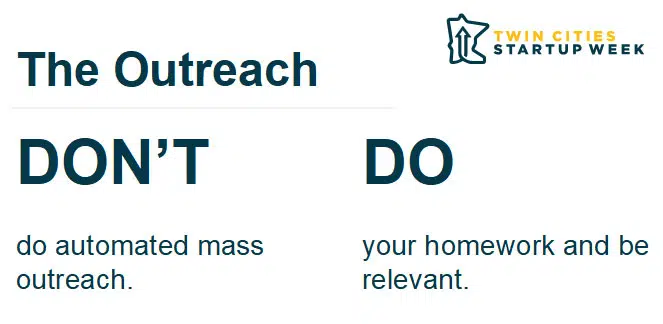 TWIN CITIES
STARTUP WEEK
The Outreach
DON’T
do automated mass
outreach.
DO
your homework and be
relevant.